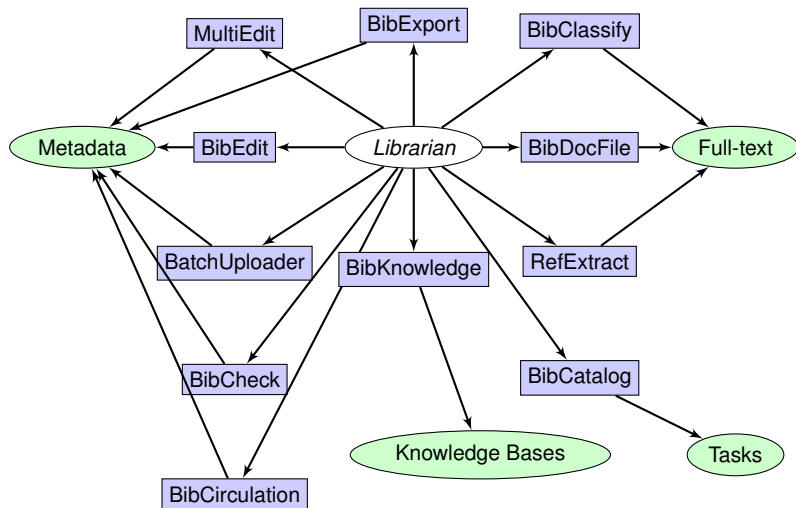 MultiEdit
BibExport
BibClassify
Metadata
BibEdit
Librarian
BibDocFile
Full-text
BatchUploader
BibKnowledge
RefExtract
BibCheck
BibCatalog
Knowledge Bases
Tasks
BibCirculation